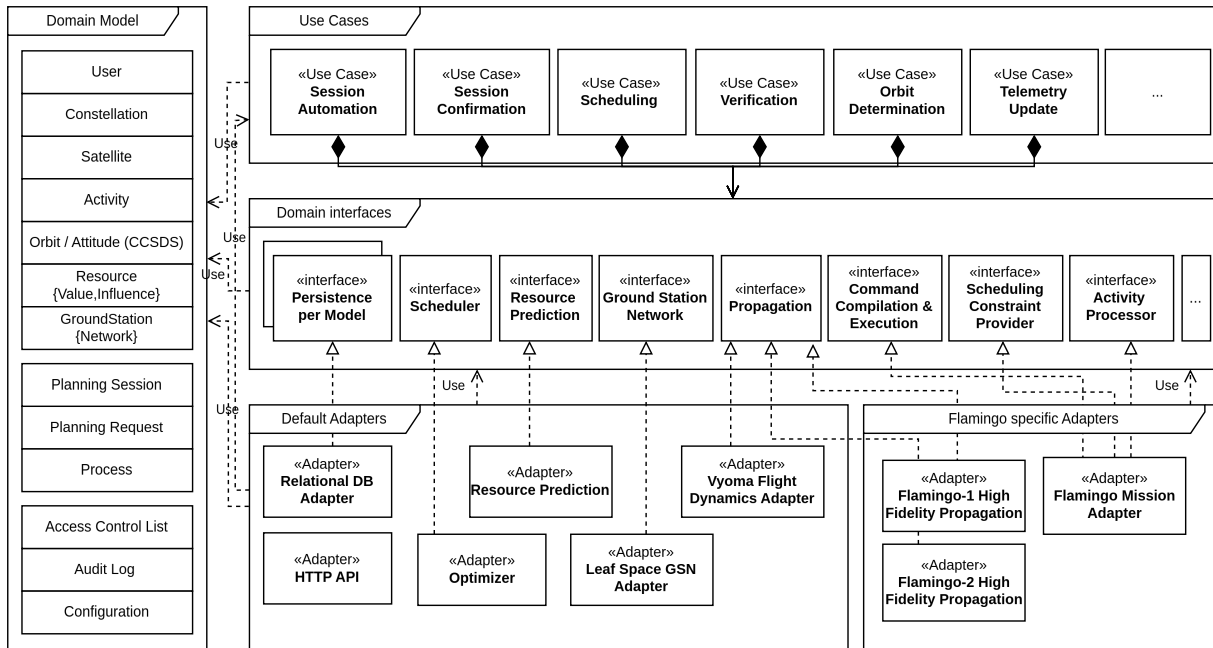 Domain Model
User
Constellation
Satellite
Activity
Orbit / Attitude (CCSDS)
Resource
{Value,Influence}
GroundStation
{Network}
Planning Session
Planning Request
Process
Access Control List
Audit Log
Configuration
Use
Use
Use
Use
Use Cases
«Use Case»
Session
Automation
«Use Case»
Session
Confirmation
«Use Case»
Scheduling
«Use Case»
Verification
«Use Case»
Orbit
Determination
«Use Case»
Telemetry
Update
...
Domain interfaces
«interface»
Persistence
per Model
«interface»
Scheduler
«interface»
Resource
Prediction
«interface»
Ground Station
Network
«interface»
Propagation
«interface»
Command
Compilation &
Execution
«interface»
Scheduling
Constraint
Provider
«interface»
Activity
Processor
...
Use
Use
Default Adapters
«Adapter»
Relational DB
Adapter
«Adapter»
Resource Prediction
«Adapter»
Vyoma Flight
Dynamics Adapter
«Adapter»
HTTP API
«Adapter»
Optimizer
«Adapter»
Leaf Space GSN
Adapter
Flamingo specific Adapters
«Adapter»
Flamingo-1 High
Fidelity Propagation
«Adapter»
Flamingo Mission
Adapter
«Adapter»
Flamingo-2 High
Fidelity Propagation